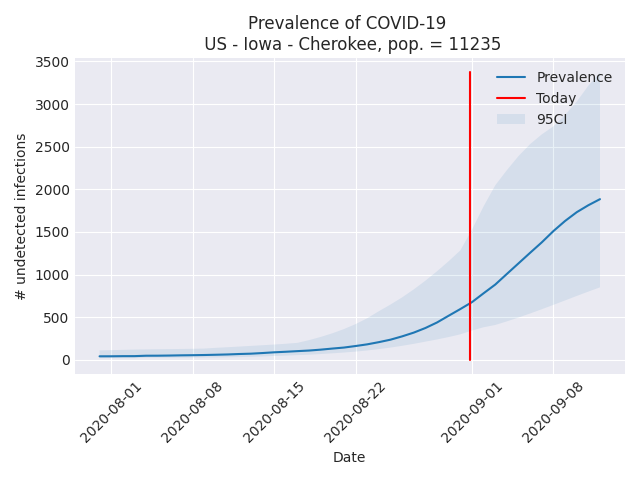 Prevalence of COVID-19
US - Iowa - Cherokee, pop. = 11235
3500
3000
2500
2000
1500
1000
500
0
# undetected infections
Prevalence
Today
95CI
2020-08-01
2020-08-08
2020-08-15
2020-08-22
2020-09-01
2020-09-08
Date